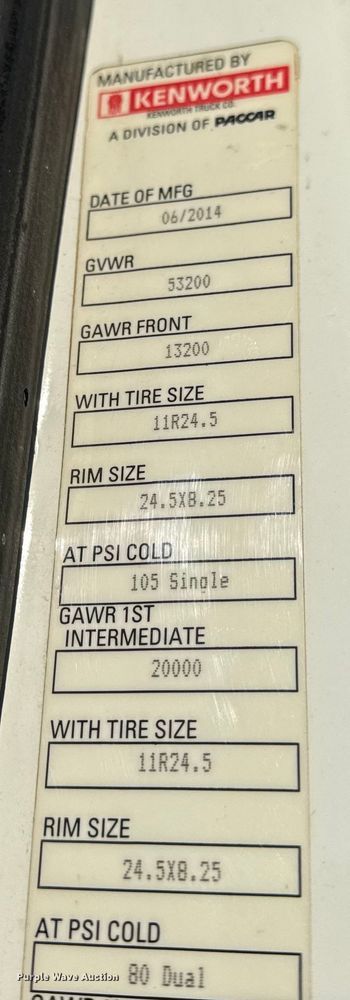 MANUFACTURED BY
KENWORTH
KENWORTH TRUCK CO.
A DIVISION OF PACCAR
DATE OF MFG
06/2014
GVWR
53200
GAWR FRONT
13200
WITH TIRE SIZE
11R24.5
RIM SIZE
24.5X8.25
AT PSI COLD
105 Single
GAWR 1ST
INTERMEDIATE
20000
WITH TIRE SIZE
11R24.5
RIM SIZE
24.5X8.25
AT PSI COLD
80 Dual
Purple Wave Auction